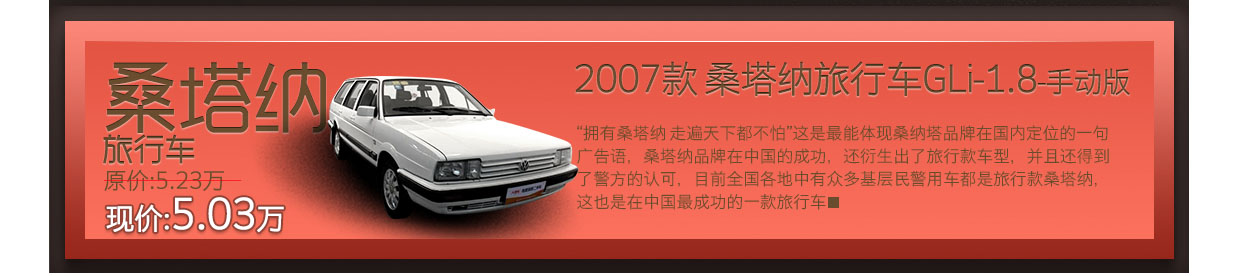 桑塔纳
旅行车
原价:5.23万
现价:5.03万
2007款 桑塔纳旅行车GLi-1.8-手动版
“拥有桑塔纳 走遍天下都不怕”这是最能体现桑纳塔品牌在国内定位的一句
广告语，桑塔纳品牌在中国的成功，还衍生出了旅行款车型，并且还得到
了警方的认可，目前全国各地中有众多基层民警用车都是旅行款桑塔纳，
这也是在中国最成功的一款旅行车■